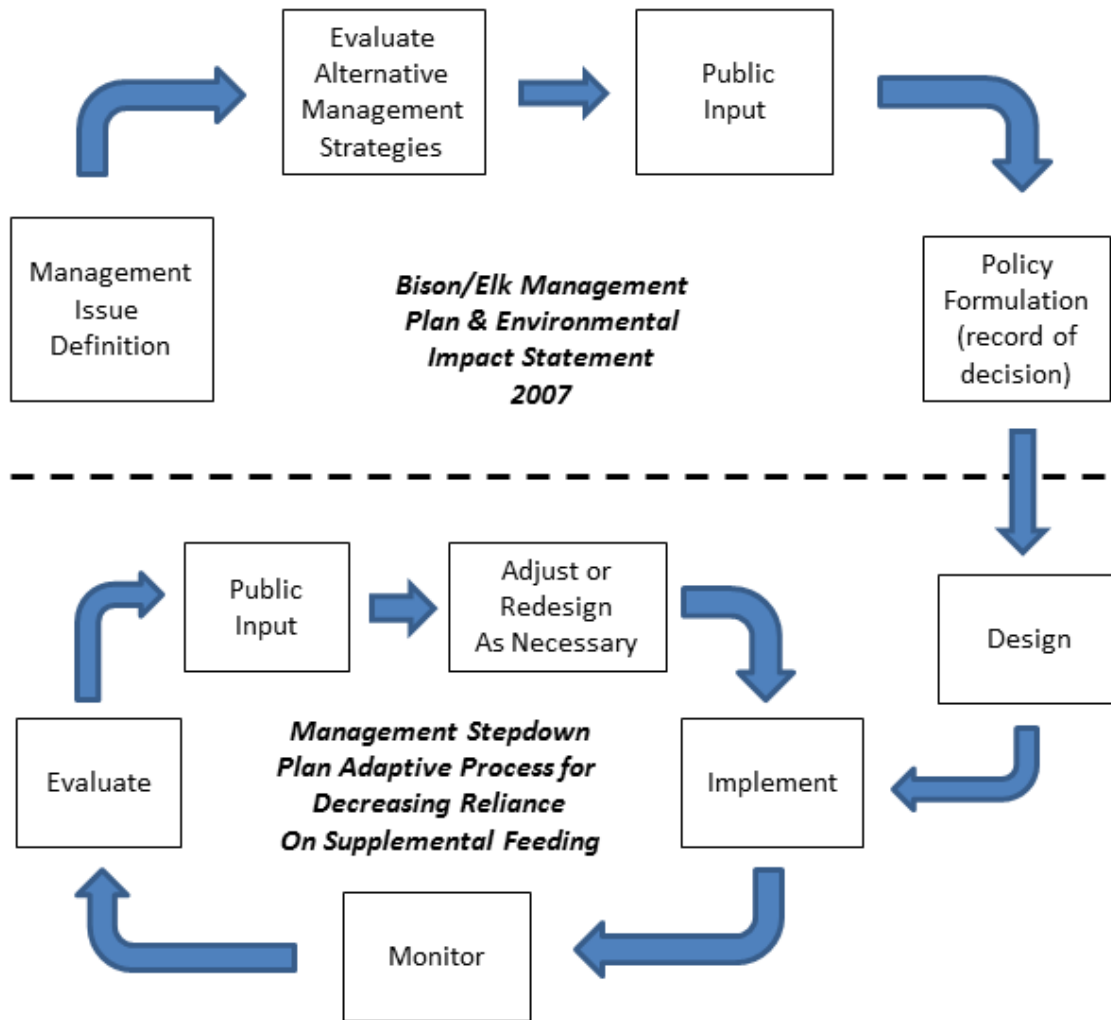 Evaluate
Alternative
Management
Strategies
Public
Input
Management
Issue
Definition
Bison/Elk Management
Plan & Environmental
Impact Statement
2007
Policy
Formulation
(record of
decision)
Public
Input
Adjust or
Redesign
As Necessary
Design
Evaluate
Management Stepdown
Plan Adaptive Process for
Decreasing Reliance
On Supplemental Feeding
Implement
Monitor